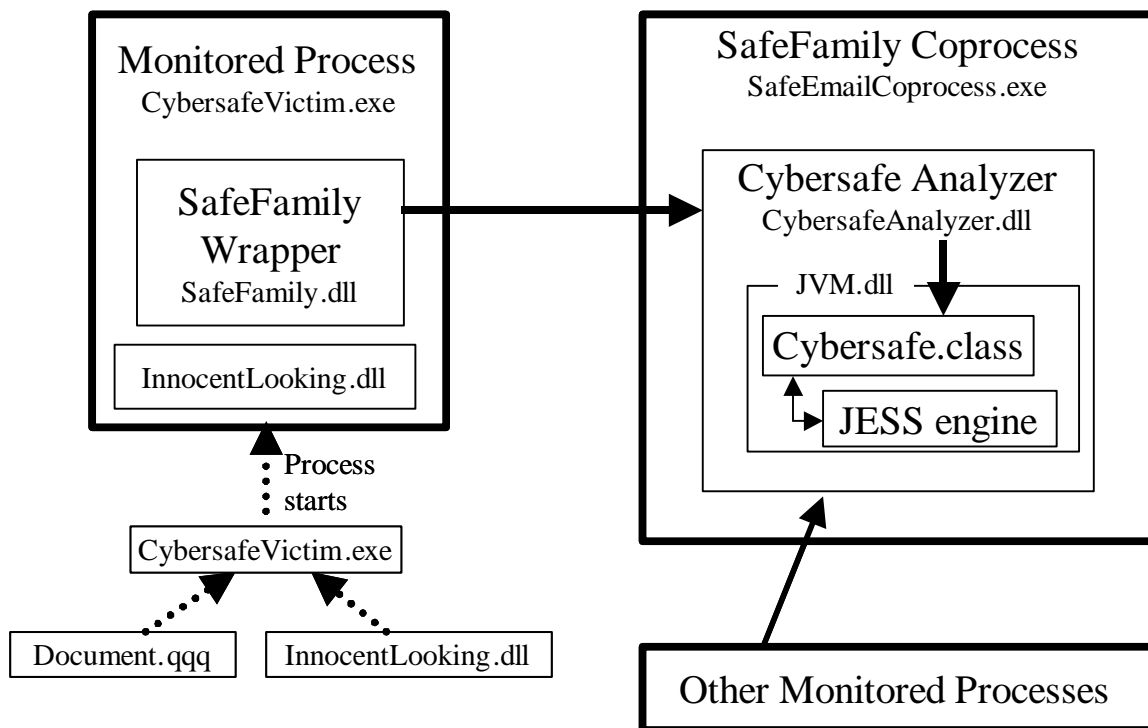 Monitored Process
CybersafeVictim.exe
SafeFamily
Wrapper
SafeFamily.dll
InnocentLooking.dll
Process
starts
CybersafeVictim.exe
Document.qqq
InnocentLooking.dll
SafeFamily Coprocess
SafeEmailCoprocess.exe
Cybersafe Analyzer
CybersafeAnalyzer.dll
JVM.dll
Cybersafe.class
JESS engine
Other Monitored Processes